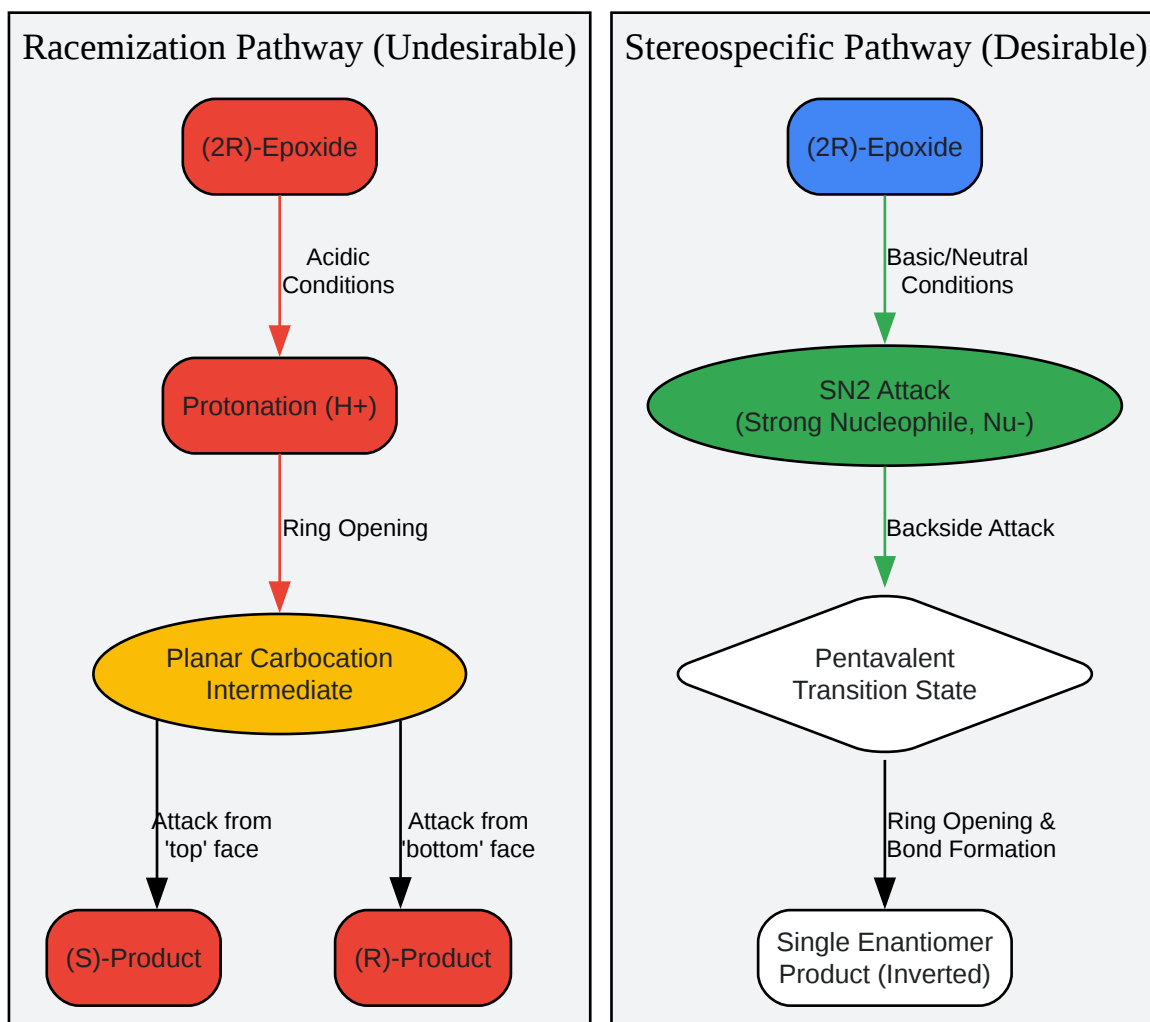 Racemization Pathway (Undesirable)
(2R)-Epoxide
Acidic
Conditions
Protonation (H+)
Ring Opening
Planar Carbocation
Intermediate
Attack from
'top' face
Attack from
'bottom' face
(S)-Product
(R)-Product
Stereospecific Pathway (Desirable)
(2R)-Epoxide
Basic/Neutral
Conditions
SN2 Attack
(Strong Nucleophile, Nu-)
Backside Attack
Pentavalent
Transition State
Ring Opening &
Bond Formation
Single Enantiomer
Product (Inverted)